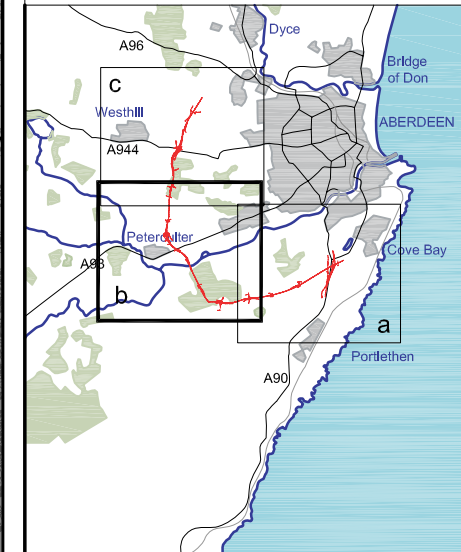 Dyce
A96
Bridge
of Don
c
Westhill
ABERDEEN
A944
Peterculter
Cove Bay
A93
b
a
Portlethen
A90